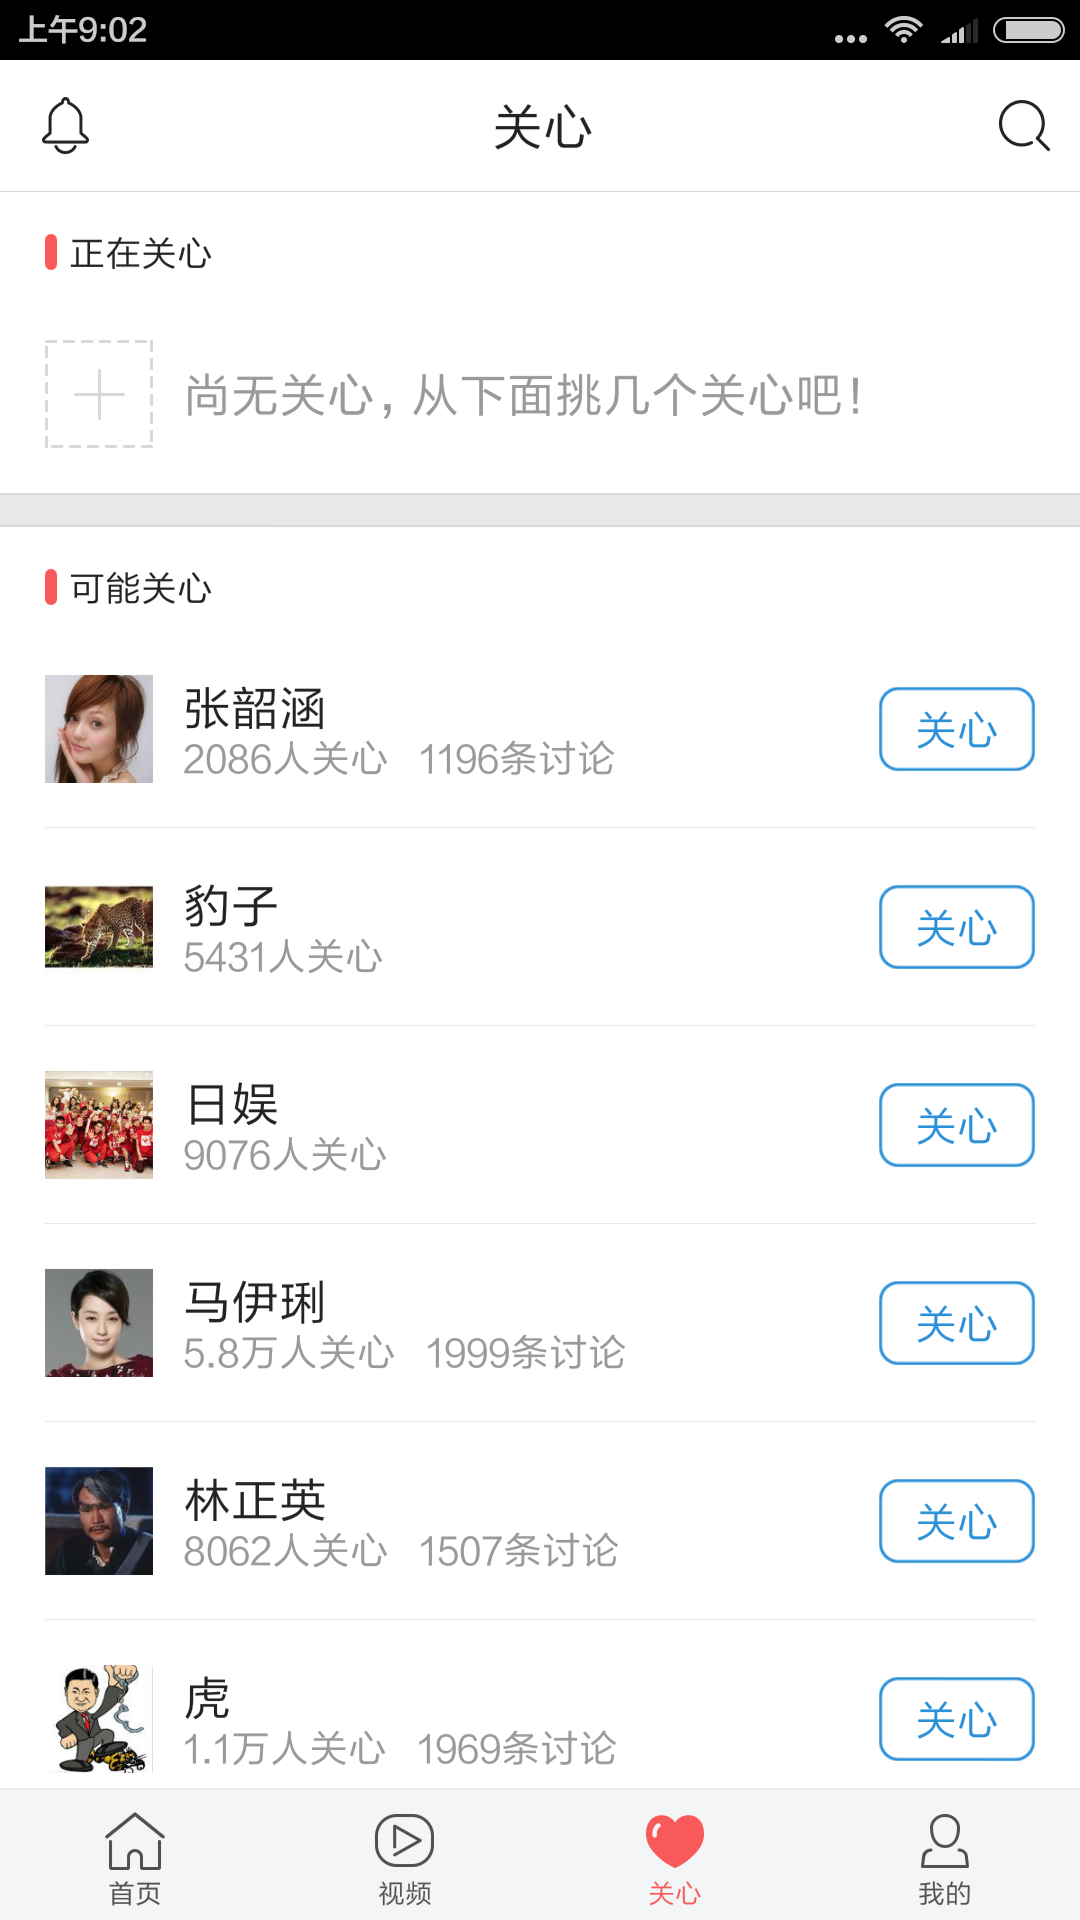 上午9:02
关心
正在关心
尚无关心，从下面挑几个关心吧！
可能关心
张韶涵
2086人关心 1196条讨论
关心
豹子
5431人关心
关心
日娱
9076人关心
关心
马伊琍
5.8万人关心 1999条讨论
关心
林正英
8062人关心 1507条讨论
关心
虎
1.1万人关心 1969条讨论
关心
首页 视频 关心 我的